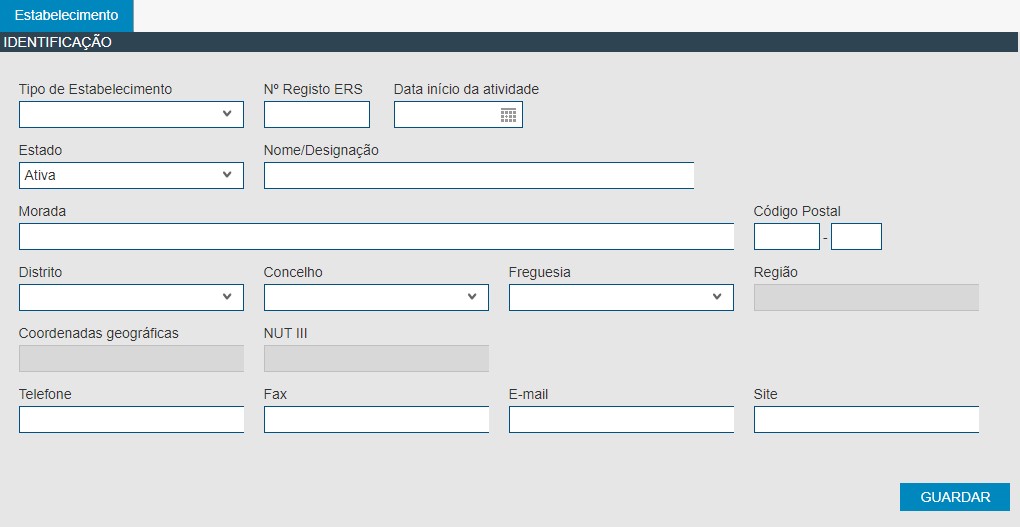 Estabelecimento
IDENTIFICAÇÃO
Tipo de Estabelecimento Nº Registo ERS Data início da atividade
Estado Nome/Designação
Ativa
Morada Código Postal
-
Distrito Concelho Freguesia Região
Coordenadas geográficas NUT III
Telefone Fax E-mail Site
GUARDAR